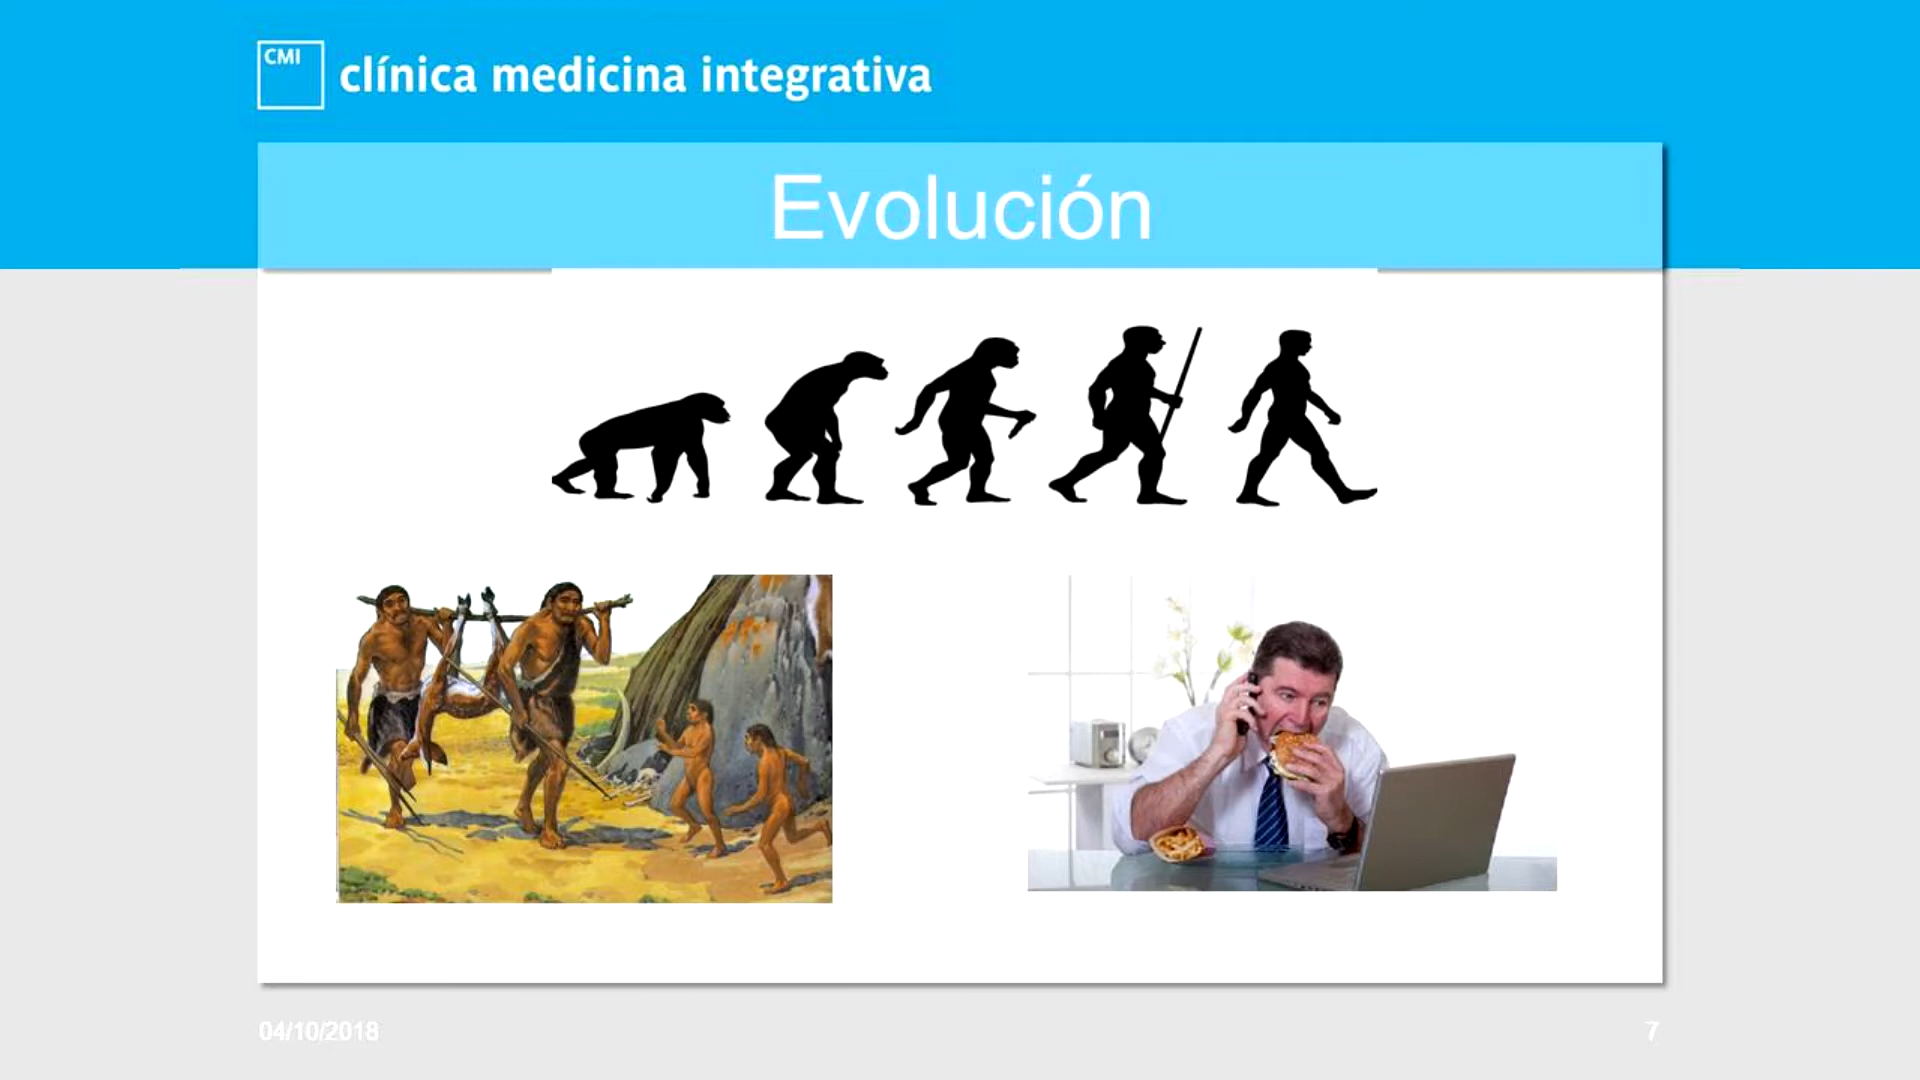 CMI
clínica medicina integrativa
Evolución
04/10/2018
7